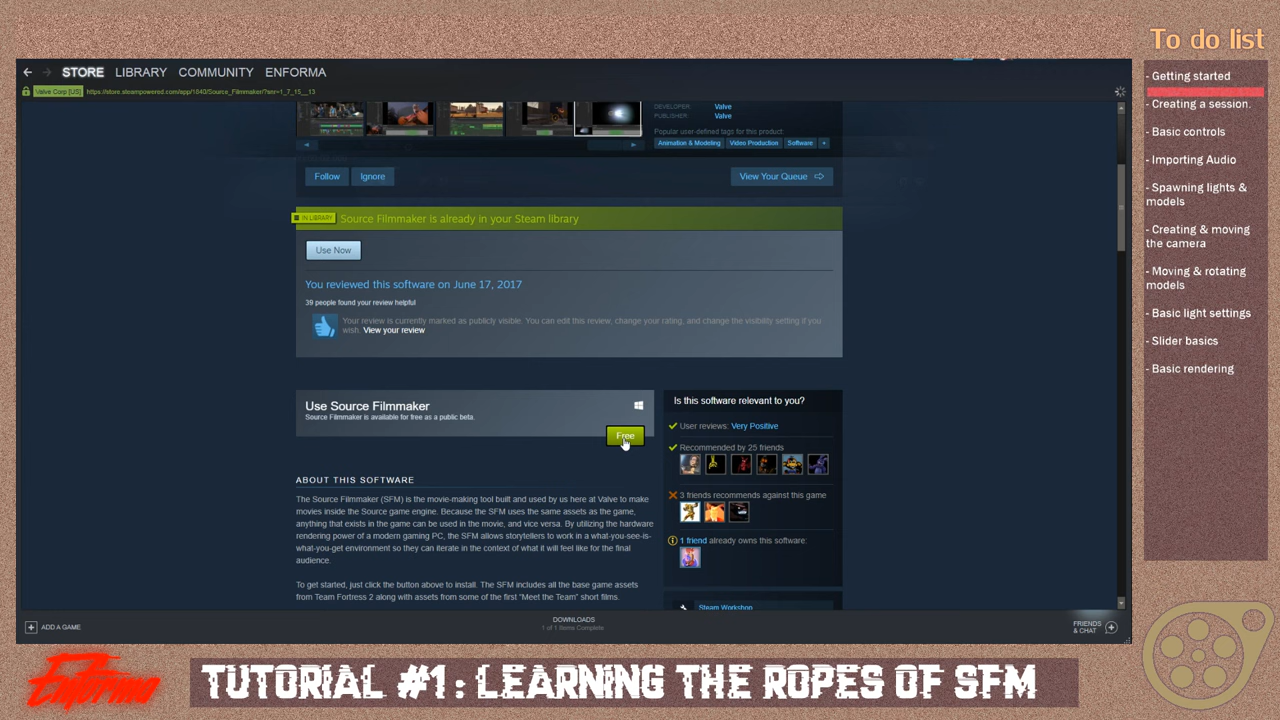 To do list
- Getting started
- Creating a session.
- Basic controls
- Importing Audio
- Spawning lights &
models
- Creating & moving
the camera
- Moving & rotating
models
- Basic light settings
- Slider basics
- Basic rendering
STORE LIBRARY COMMUNITY ENFORMA
Valve Corp [US] https://store.steampowered.com/app/1840/Source_Filmmaker/?snr=1_7_15__13
DEVELOPER: Valve
PUBLISHER: Valve
Popular user-defined tags for this product:
Animation & Modeling Video Production Software +
Follow Ignore View Your Queue
IN LIBRARY Source Filmmaker is already in your Steam library
Use Now
You reviewed this software on June 17, 2017
39 people found your review helpful
Your review is currently marked as publicly visible. You can edit this review, change your rating, and change the visibility setting if you
wish. View your review
Use Source Filmmaker
Source Filmmaker is available for free as a public beta.
Free
ABOUT THIS SOFTWARE
The Source Filmmaker (SFM) is the movie-making tool built and used by us here at Valve to make
movies inside the Source game engine. Because the SFM uses the same assets as the game,
anything that exists in the game can be used in the movie, and vice versa. By utilizing the hardware
rendering power of a modern gaming PC, the SFM allows storytellers to work in a what-you-see-is-
what-you-get environment so they can iterate in the context of what it will feel like for the final
audience.
To get started, just click the button above to install. The SFM includes all the base game assets
from Team Fortress 2 along with assets from some of the first "Meet the Team" short films.
Is this software relevant to you?
User reviews: Very Positive
Recommended by 25 friends
3 friends recommends against this game
1 friend already owns this software:
Steam Workshop
+ ADD A GAME
DOWNLOADS
1 of 1 Items Complete
FRIENDS
& CHAT +
Enforma
TUTORIAL #1: LEARNING THE ROPES OF SFM